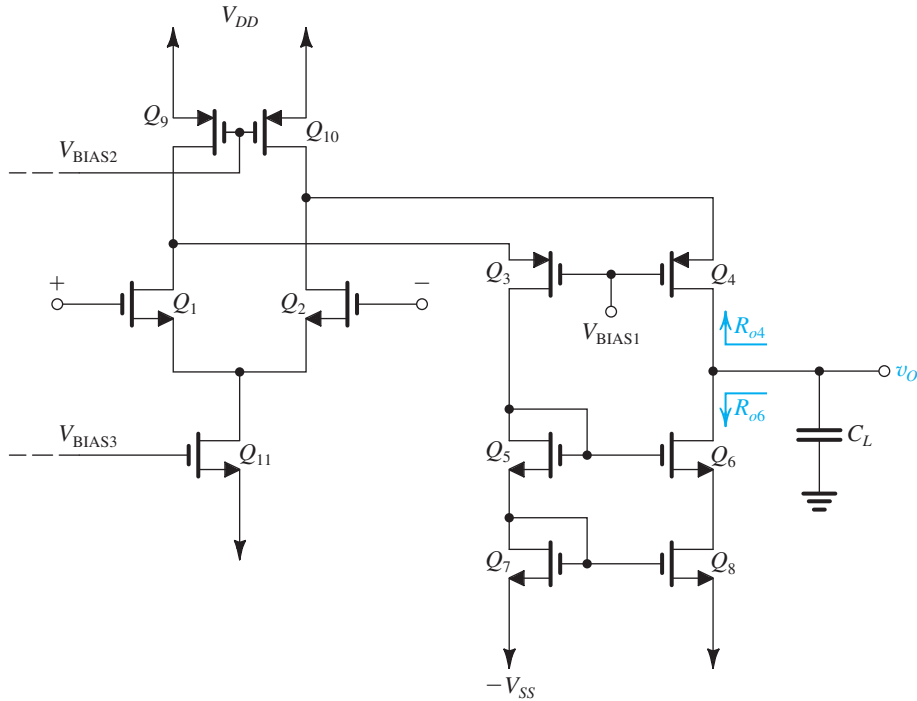 V_DD
Q_9
Q_10
V_BIAS2
Q_3
Q_4
+
Q_1
Q_2
−
V_BIAS1
R_o4
v_O
R_o6
V_BIAS3
Q_11
Q_5
Q_6
C_L
Q_7
Q_8
−V_SS